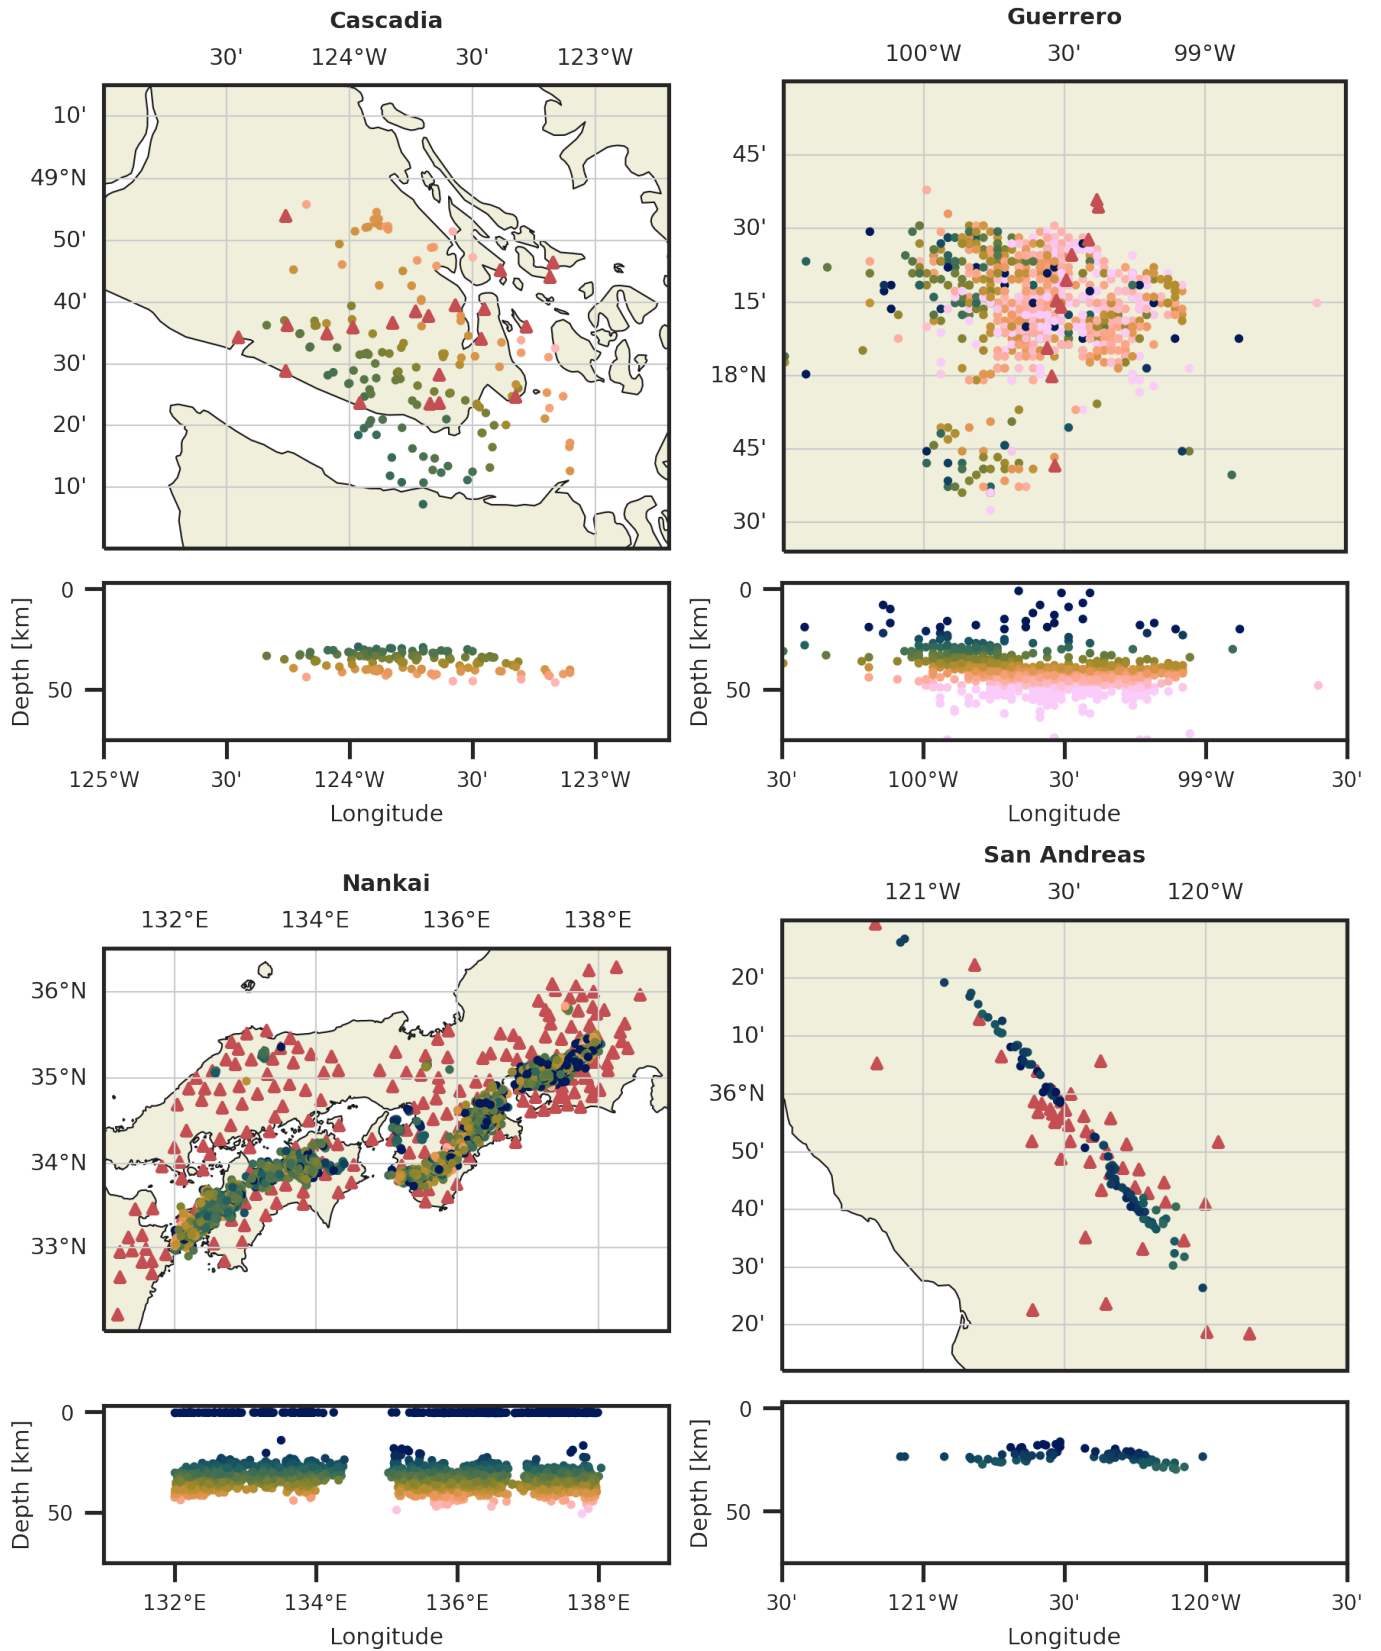 Cascadia
30' 124°W 30' 123°W
10'
49°N
50'
40'
30'
20'
10'
0
50
Depth [km]
125°W 30' 124°W 30' 123°W
Longitude
Guerrero
100°W 30' 99°W
45'
30'
15'
18°N
45'
30'
0
50
Depth [km]
30' 100°W 30' 99°W 30'
Longitude
Nankai
132°E 134°E 136°E 138°E
36°N
35°N
34°N
33°N
0
50
Depth [km]
132°E 134°E 136°E 138°E
Longitude
San Andreas
121°W 30' 120°W
20'
10'
36°N
50'
40'
30'
20'
0
50
Depth [km]
30' 121°W 30' 120°W 30'
Longitude